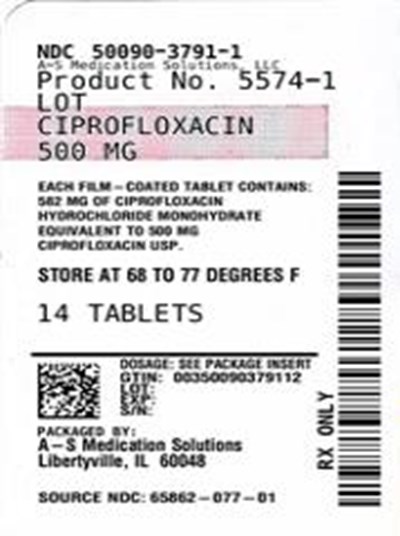 NDC 50090-3791-1
A-S Medication Solutions, LLC
Product No. 5574-1
LOT
CIPROFLOXACIN
500 MG
EACH FILM-COATED TABLET CONTAINS:
582 MG OF CIPROFLOXACIN
HYDROCHLORIDE MONOHYDRATE
EQUIVALENT TO 500 MG
CIPROFLOXACIN USP.
STORE AT 68 TO 77 DEGREES F
14 TABLETS
DOSAGE: SEE PACKAGE INSERT
GTIN: 00350090379112
LOT:
EXP:
S/N:
PACKAGED BY:
A-S Medication Solutions
Libertyville, IL 60048
SOURCE NDC: 65862-077-01
RX ONLY